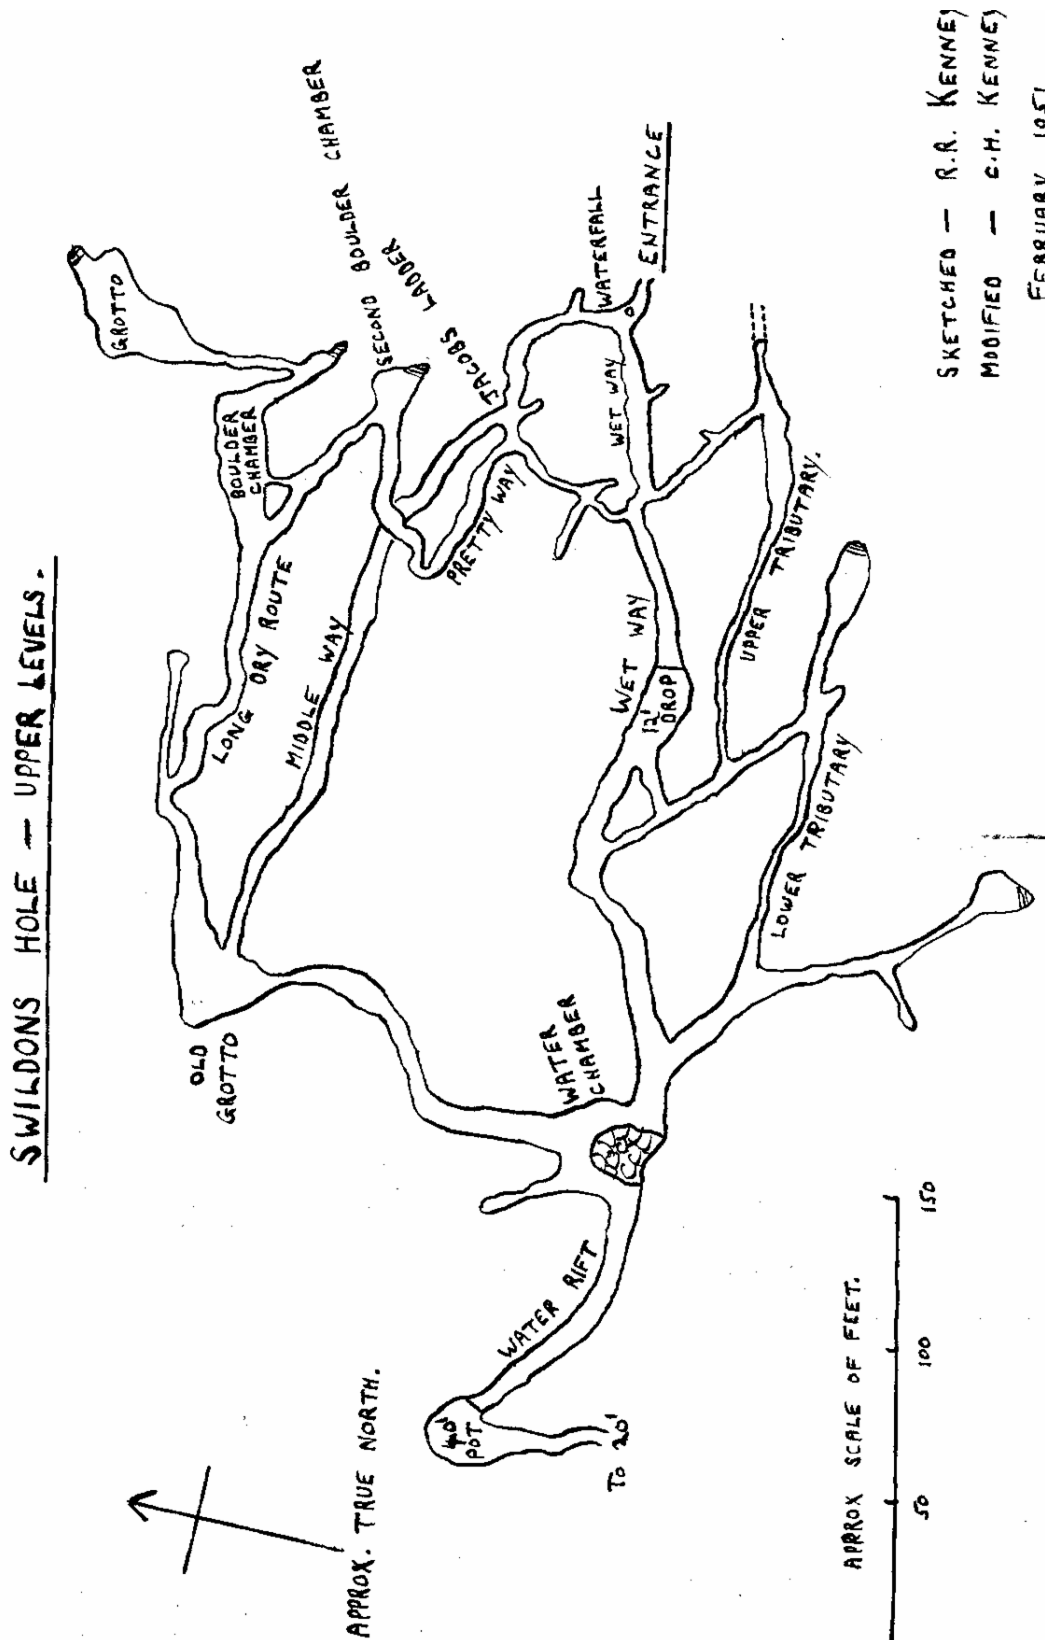 SWILDONS HOLE — UPPER LEVELS.
GROTTO
BOULDER
CHAMBER
SECOND BOULDER CHAMBER
JACOBS LADDER
WATERFALL
ENTRANCE
WET WAY
PRETTY WAY
LONG DRY ROUTE
MIDDLE WAY
WET WAY
12'
DROP
UPPER TRIBUTARY.
LOWER TRIBUTARY
OLD
GROTTO
WATER
CHAMBER
WATER RIFT
40'
POT
TO 20'
APPROX. TRUE NORTH.
APPROX SCALE OF FEET.
50 100 150
SKETCHED — R.R. KENNEY
MODIFIED — C.H. KENNEY
FEBRUARY 1951